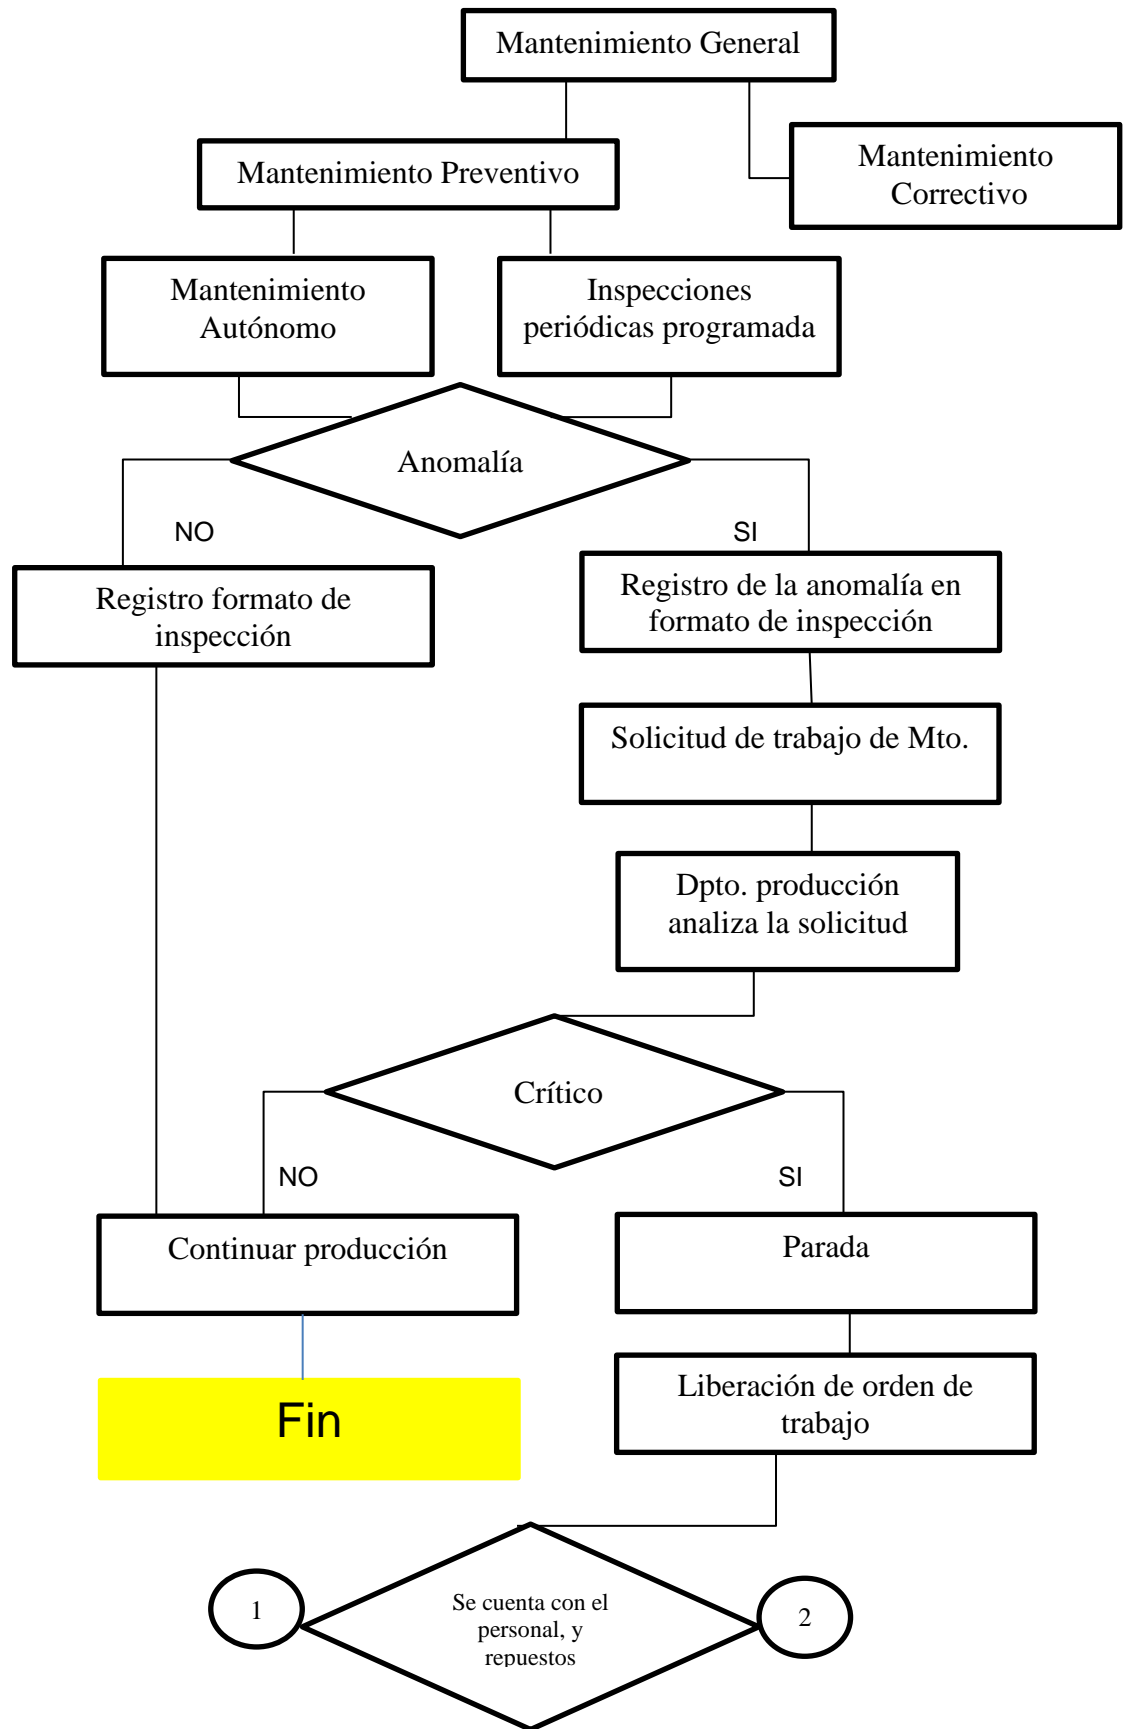 Mantenimiento General
Mantenimiento
Correctivo
Mantenimiento Preventivo
Mantenimiento
Autónomo
Inspecciones
periódicas programada
Anomalía
NO
SI
Registro formato de
inspección
Registro de la anomalía en
formato de inspección
Solicitud de trabajo de Mto.
Dpto. producción
analiza la solicitud
Crítico
NO
SI
Continuar producción
Parada
Fin
Liberación de orden de
trabajo
1
Se cuenta con el
personal, y
repuestos
2